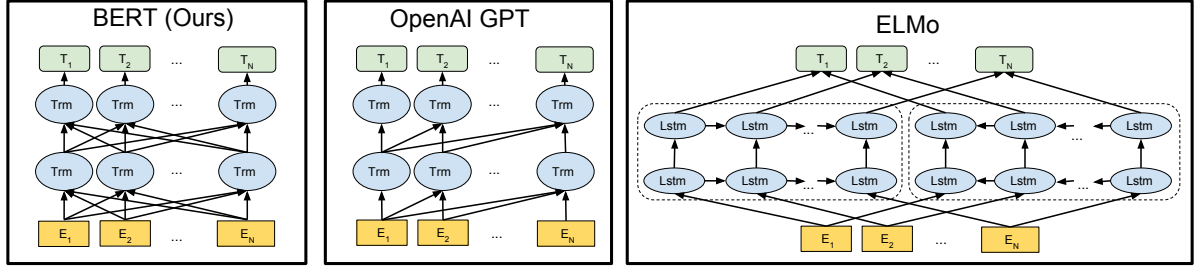 BERT (Ours)
T1 T2 ... TN
Trm Trm ... Trm
Trm Trm ... Trm
E1 E2 ... EN
OpenAI GPT
T1 T2 ... TN
Trm Trm ... Trm
Trm Trm ... Trm
E1 E2 ... EN
ELMo
T1 T2 ... TN
Lstm Lstm ... Lstm Lstm Lstm ... Lstm
Lstm Lstm ... Lstm Lstm Lstm ... Lstm
E1 E2 ... EN